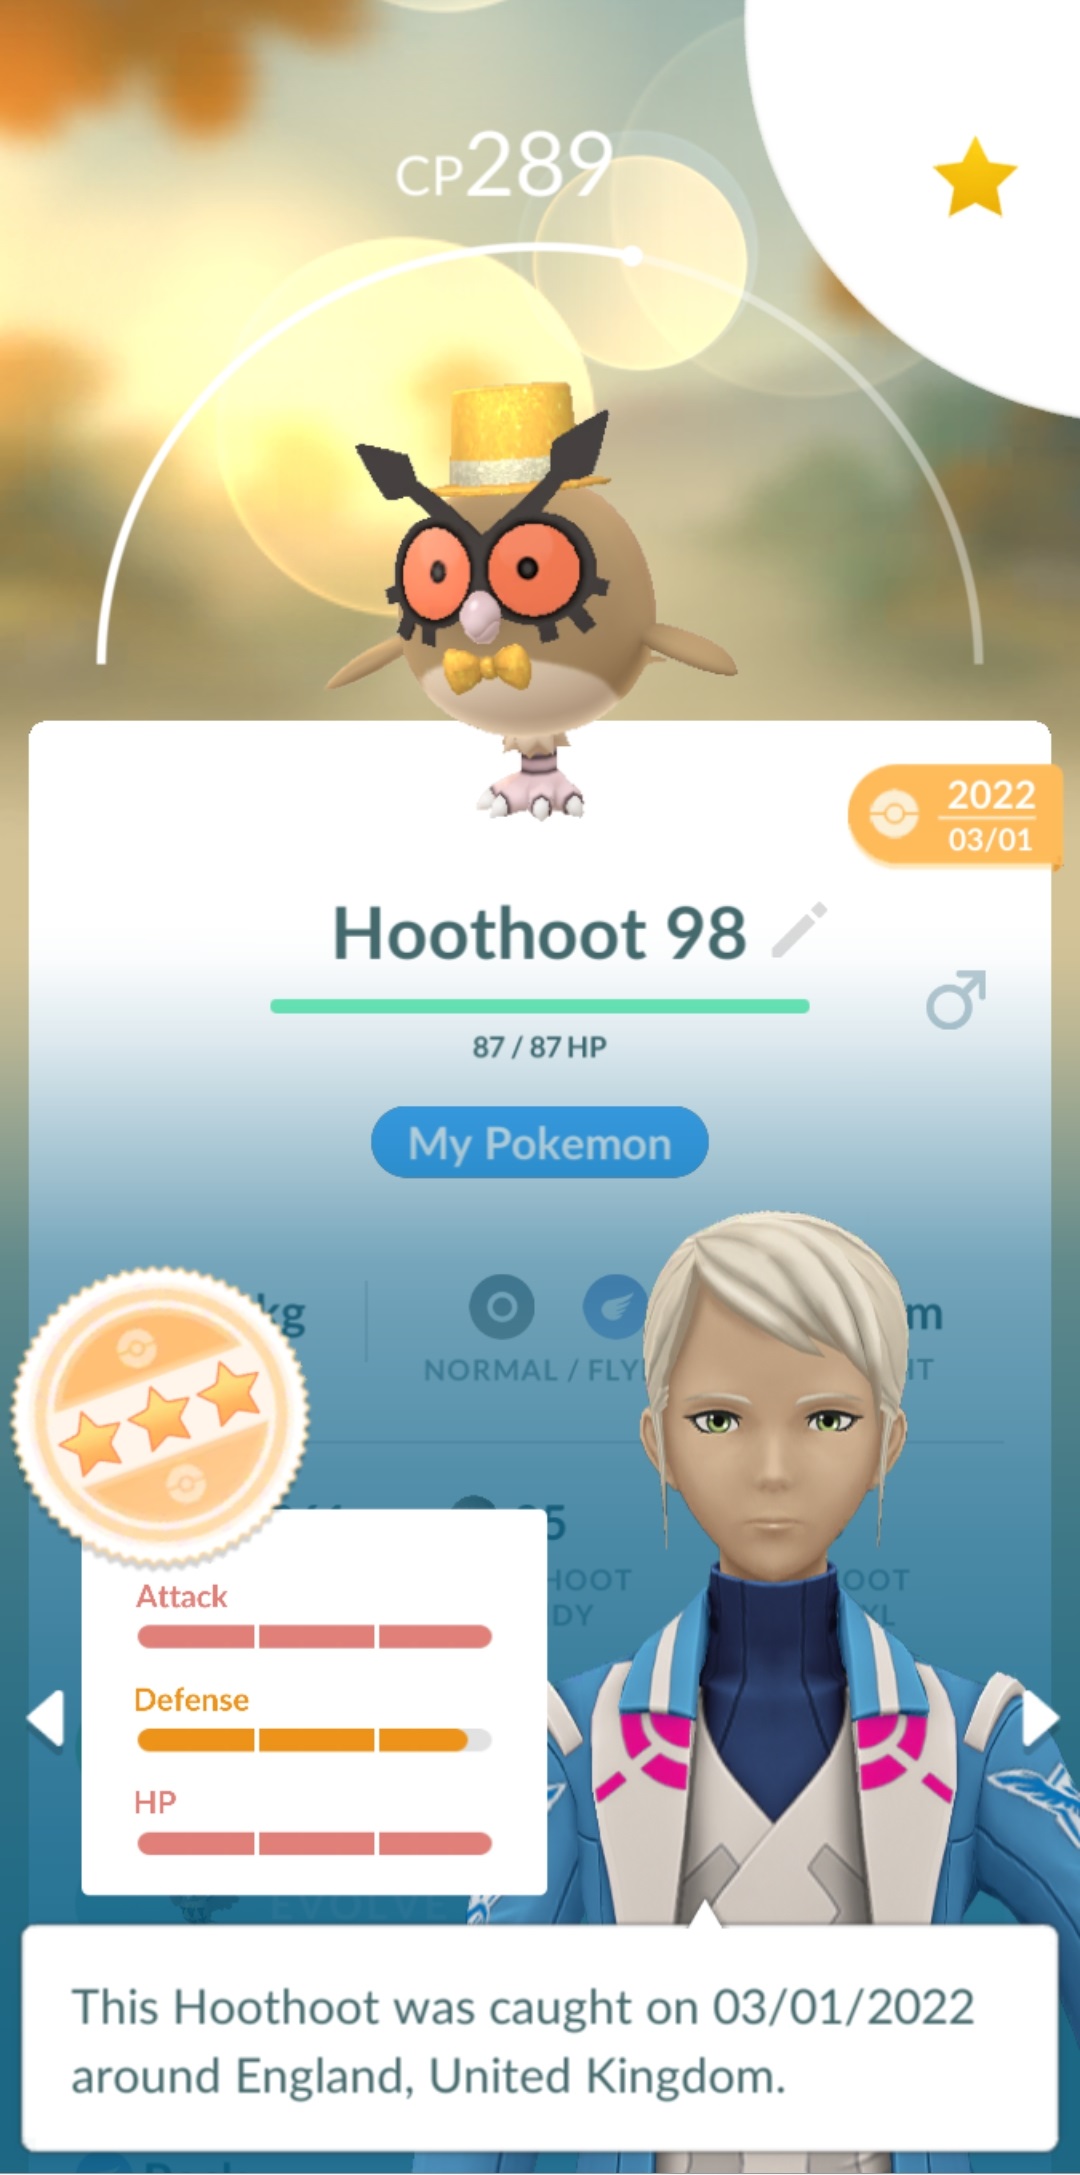 CP289
2022
03/01
Hoothoot 98
87 / 87 HP
My Pokemon
kg
m
NORMAL /
Attack
Defense
HP
EVOLVE
This Hoothoot was caught on 03/01/2022
around England, United Kingdom.